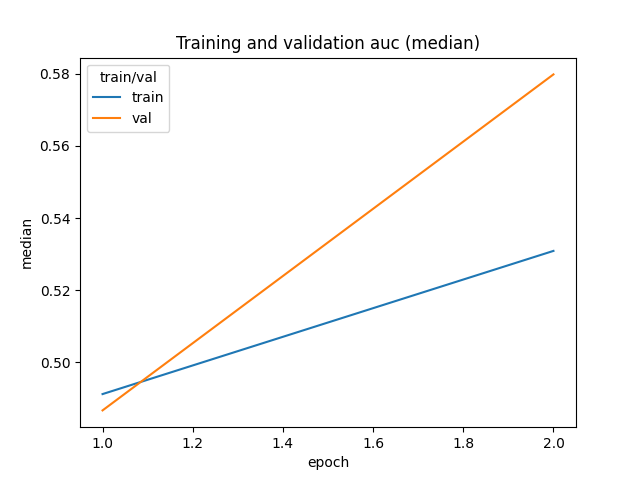 Training and validation auc (median)
train/val
train
val
0.58
0.56
0.54
0.52
0.50
median
1.0
1.2
1.4
1.6
1.8
2.0
epoch